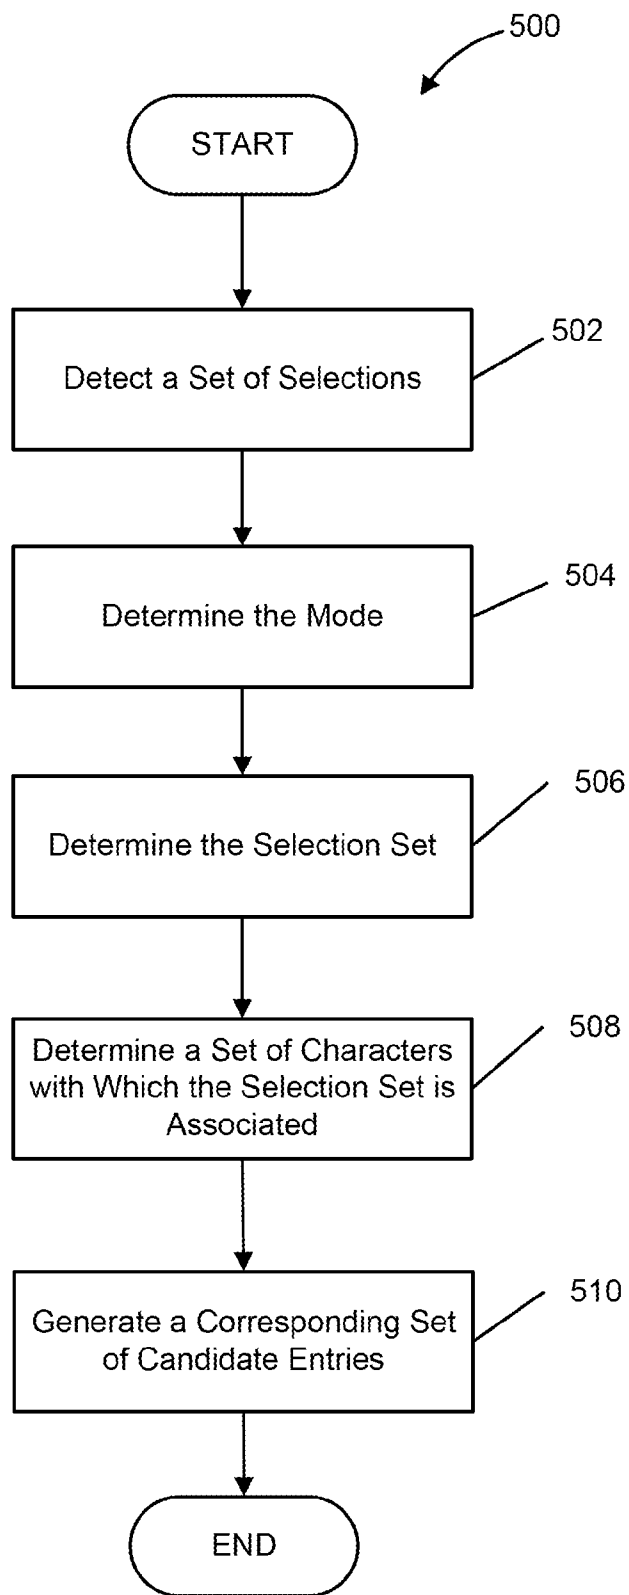 500
START
502
Detect a Set of Selections
504
Determine the Mode
506
Determine the Selection Set
508
Determine a Set of Characters
with Which the Selection Set is
Associated
510
Generate a Corresponding Set
of Candidate Entries
END